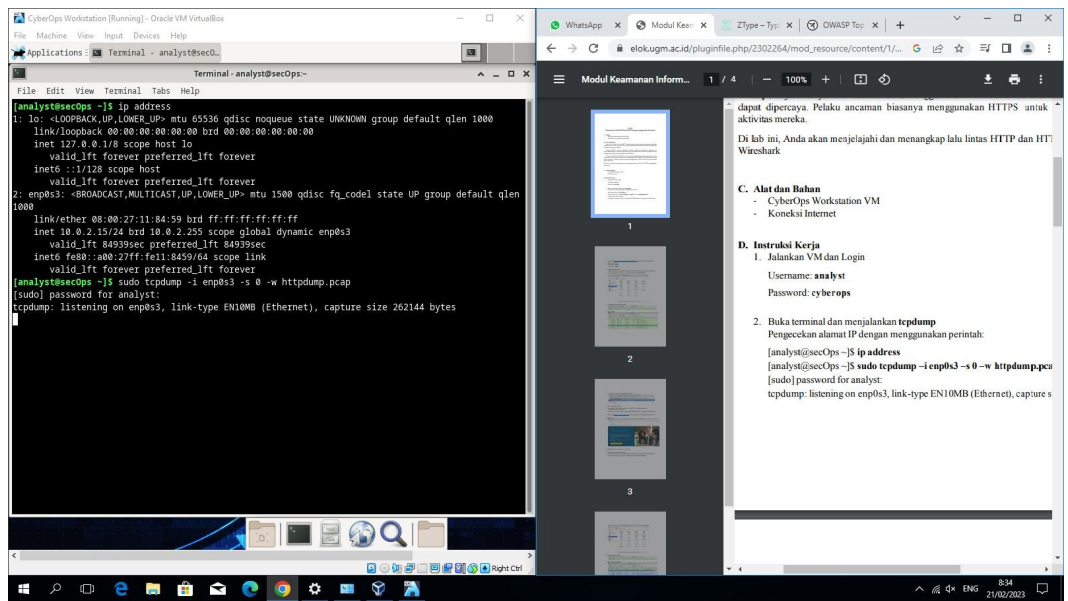 CyberOps Workstation [Running] - Oracle VM VirtualBox
File Machine View Input Devices Help
Applications Terminal - analyst@secO...
Terminal - analyst@secOps:~
File Edit View Terminal Tabs Help
[analyst@secOps ~]$ ip address
1: lo: <LOOPBACK,UP,LOWER_UP> mtu 65536 qdisc noqueue state UNKNOWN group default qlen 1000
link/loopback 00:00:00:00:00:00 brd 00:00:00:00:00:00
inet 127.0.0.1/8 scope host lo
valid_lft forever preferred_lft forever
inet6 ::1/128 scope host
valid_lft forever preferred_lft forever
2: enp0s3: <BROADCAST,MULTICAST,UP,LOWER_UP> mtu 1500 qdisc fq_codel state UP group default qlen
1000
link/ether 08:00:27:11:84:59 brd ff:ff:ff:ff:ff:ff
inet 10.0.2.15/24 brd 10.0.2.255 scope global dynamic enp0s3
valid_lft 84939sec preferred_lft 84939sec
inet6 fe80::a00:27ff:fe11:8459/64 scope link
valid_lft forever preferred_lft forever
[analyst@secOps ~]$ sudo tcpdump -i enp0s3 -s 0 -w httpdump.pcap
[sudo] password for analyst:
tcpdump: listening on enp0s3, link-type EN10MB (Ethernet), capture size 262144 bytes
Right Ctrl
WhatsApp Modul Kean ZType – Typ OWASP Top
elok.ugm.ac.id/pluginfile.php/2302264/mod_resource/content/1/...
Modul Keamanan Inform... 1 / 4 100%
1
2
3
dapat dipercaya. Pelaku ancaman biasanya menggunakan HTTPS untuk
aktivitas mereka.
Di lab ini, Anda akan menjelajahi dan menangkap lalu lintas HTTP dan HT
Wireshark
C. Alat dan Bahan
- CyberOps Workstation VM
- Koneksi Internet
D. Instruksi Kerja
1. Jalankan VM dan Login
Username: analyst
Password: cyberops
2. Buka terminal dan menjalankan tcpdump
Pengecekan alamat IP dengan menggunakan perintah:
[analyst@secOps ~]$ ip address
[analyst@secOps ~]$ sudo tcpdump –i enp0s3 –s 0 –w httpdump.pca
[sudo] password for analyst:
tcpdump: listening on enp0s3, link-type EN10MB (Ethernet), capture s
ENG
8:34
21/02/2023